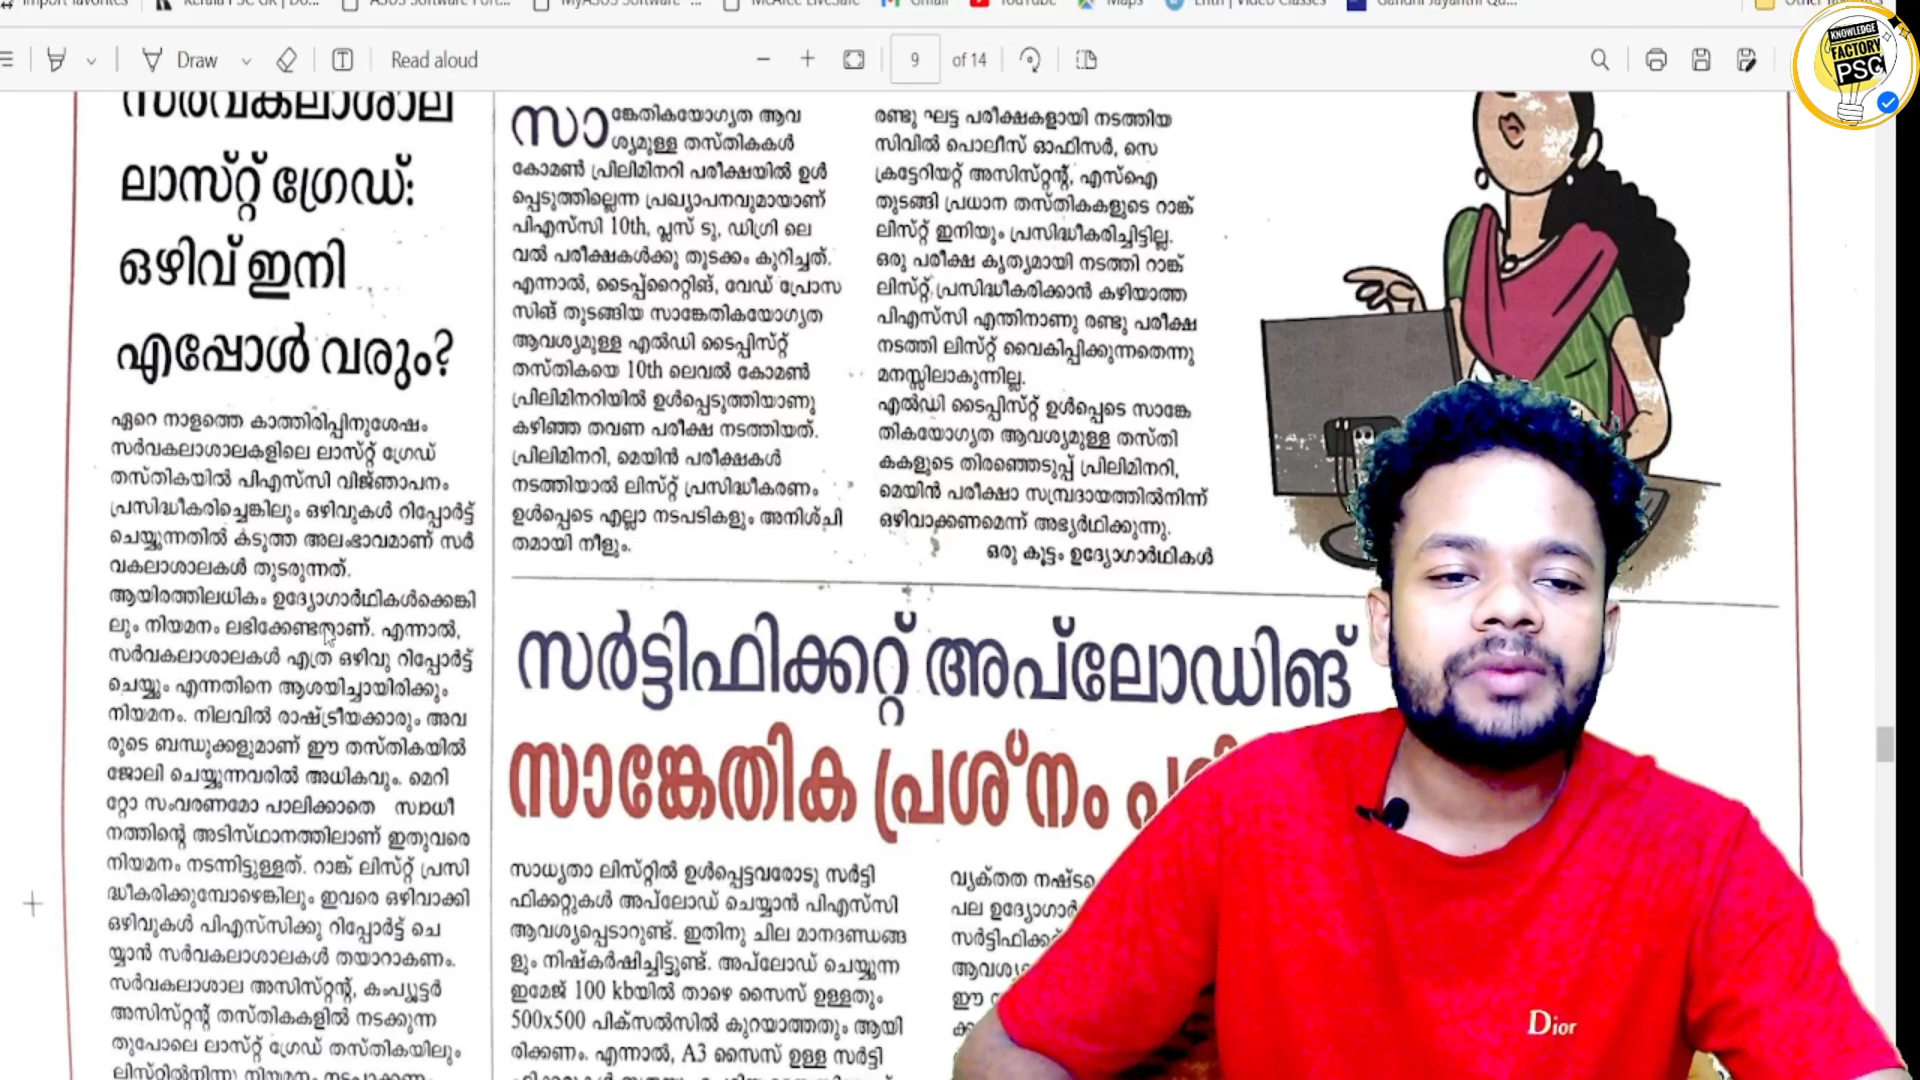 Draw
Read aloud
9
of 14
KNOWLEDGE
FACTORY
PSC
സർവകലാശാല
ലാസ്റ്റ് ഗ്രേഡ്:
ഒഴിവ് ഇനി
എപ്പോൾ വരും?
ഏറെ നാളത്തെ കാത്തിരിപ്പിനുശേഷം
സർവകലാശാലകളിലെ ലാസ്റ്റ് ഗ്രേഡ്
തസ്തികയിൽ പിഎസ്‌സി വിജ്ഞാപനം
പ്രസിദ്ധീകരിച്ചെങ്കിലും ഒഴിവുകൾ റിപ്പോർട്ട്
ചെയ്യുന്നതിൽ കടുത്ത അലംഭാവമാണ് സർ
വകലാശാലകൾ തുടരുന്നത്.
ആയിരത്തിലധികം ഉദ്യോഗാർഥികൾക്കെങ്കി
ലും നിയമനം ലഭിക്കേണ്ടതാണ്. എന്നാൽ,
സർവകലാശാലകൾ എത്ര ഒഴിവു റിപ്പോർട്ട്
ചെയ്യും എന്നതിനെ ആശയിച്ചായിരിക്കും
നിയമനം. നിലവിൽ രാഷ്ട്രീയക്കാരും അവ
രുടെ ബന്ധുക്കളുമാണ് ഈ തസ്തികയിൽ
ജോലി ചെയ്യുന്നവരിൽ അധികവും. മെറി
റ്റോ സംവരണമോ പാലിക്കാതെ സ്വാധീ
നത്തിന്റെ അടിസ്ഥാനത്തിലാണ് ഇതുവരെ
നിയമനം നടന്നിട്ടുള്ളത്. റാങ്ക് ലിസ്റ്റ് പ്രസി
ദ്ധീകരിക്കുമ്പോഴെങ്കിലും ഇവരെ ഒഴിവാക്കി
ഒഴിവുകൾ പിഎസ്‌സിക്കു റിപ്പോർട്ട് ചെ
യ്യാൻ സർവകലാശാലകൾ തയാറാകണം.
സർവകലാശാല അസിസ്റ്റന്റ്, കംപ്യൂട്ടർ
അസിസ്റ്റന്റ് തസ്തികകളിൽ നടക്കുന്ന
തുപോലെ ലാസ്റ്റ് ഗ്രേഡ് തസ്തികയിലും
ലിസ്റ്റിൽനിന്നു നിയമനം നടപ്പാക്കണം.
സാങ്കേതികയോഗ്യത ആവ
ശ്യമുള്ള തസ്തികകൾ
കോമൺ പ്രിലിമിനറി പരീക്ഷയിൽ ഉൾ
പ്പെടുത്തില്ലെന്ന പ്രഖ്യാപനവുമായാണ്
പിഎസ്‌സി 10th, പ്ലസ് ടു, ഡിഗ്രി ലെ
വൽ പരീക്ഷകൾക്കു തുടക്കം കുറിച്ചത്.
എന്നാൽ, ടൈപ്പ്റൈറ്റിങ്, വേഡ് പ്രോസ
സിങ് തുടങ്ങിയ സാങ്കേതികയോഗ്യത
ആവശ്യമുള്ള എൽഡി ടൈപ്പിസ്റ്റ്
തസ്തികയെ 10th ലെവൽ കോമൺ
പ്രിലിമിനറിയിൽ ഉൾപ്പെടുത്തിയാണു
കഴിഞ്ഞ തവണ പരീക്ഷ നടത്തിയത്.
പ്രിലിമിനറി, മെയിൻ പരീക്ഷകൾ
നടത്തിയാൽ ലിസ്റ്റ് പ്രസിദ്ധീകരണം
ഉൾപ്പെടെ എല്ലാ നടപടികളും അനിശ്ചി
തമായി നീളും.
രണ്ടു ഘട്ട പരീക്ഷകളായി നടത്തിയ
സിവിൽ പൊലീസ് ഓഫിസർ, സെ
ക്രട്ടേറിയറ്റ് അസിസ്റ്റന്റ്, എസ്ഐ
തുടങ്ങി പ്രധാന തസ്തികകളുടെ റാങ്ക്
ലിസ്റ്റ് ഇനിയും പ്രസിദ്ധീകരിച്ചിട്ടില്ല.
ഒരു പരീക്ഷ കൃത്യമായി നടത്തി റാങ്ക്
ലിസ്റ്റ് പ്രസിദ്ധീകരിക്കാൻ കഴിയാത്ത
പിഎസ്‌സി എന്തിനാണു രണ്ടു പരീക്ഷ
നടത്തി ലിസ്റ്റ് വൈകിപ്പിക്കുന്നതെന്നു
മനസ്സിലാകുന്നില്ല.
എൽഡി ടൈപ്പിസ്റ്റ് ഉൾപ്പെടെ സാങ്കേ
തികയോഗ്യത ആവശ്യമുള്ള തസ്തി
കകളുടെ തിരഞ്ഞെടുപ്പ് പ്രിലിമിനറി,
മെയിൻ പരീക്ഷാ സമ്പ്രദായത്തിൽനിന്ന്
ഒഴിവാക്കണമെന്ന് അഭ്യർഥിക്കുന്നു.
ഒരു കൂട്ടം ഉദ്യോഗാർഥികൾ
സർട്ടിഫിക്കറ്റ് അപ്‌ലോഡിങ്
സാങ്കേതിക പ്രശ്നം
സാധ്യതാ ലിസ്റ്റിൽ ഉൾപ്പെട്ടവരോടു സർട്ടി
ഫിക്കറ്റുകൾ അപ്‌ലോഡ് ചെയ്യാൻ പിഎസ്‌സി
ആവശ്യപ്പെടാറുണ്ട്. ഇതിനു ചില മാനദണ്ഡങ്ങ
ളും നിഷ്കർഷിച്ചിട്ടുണ്ട്. അപ്‌ലോഡ് ചെയ്യുന്ന
ഇമേജ് 100 kbയിൽ താഴെ സൈസ് ഉള്ളതും
500x500 പിക്സൽസിൽ കുറയാത്തതും ആയി
രിക്കണം. എന്നാൽ, A3 സൈസ് ഉള്ള സർട്ടി
വ്യക്തത
പല
ഈ
Dior